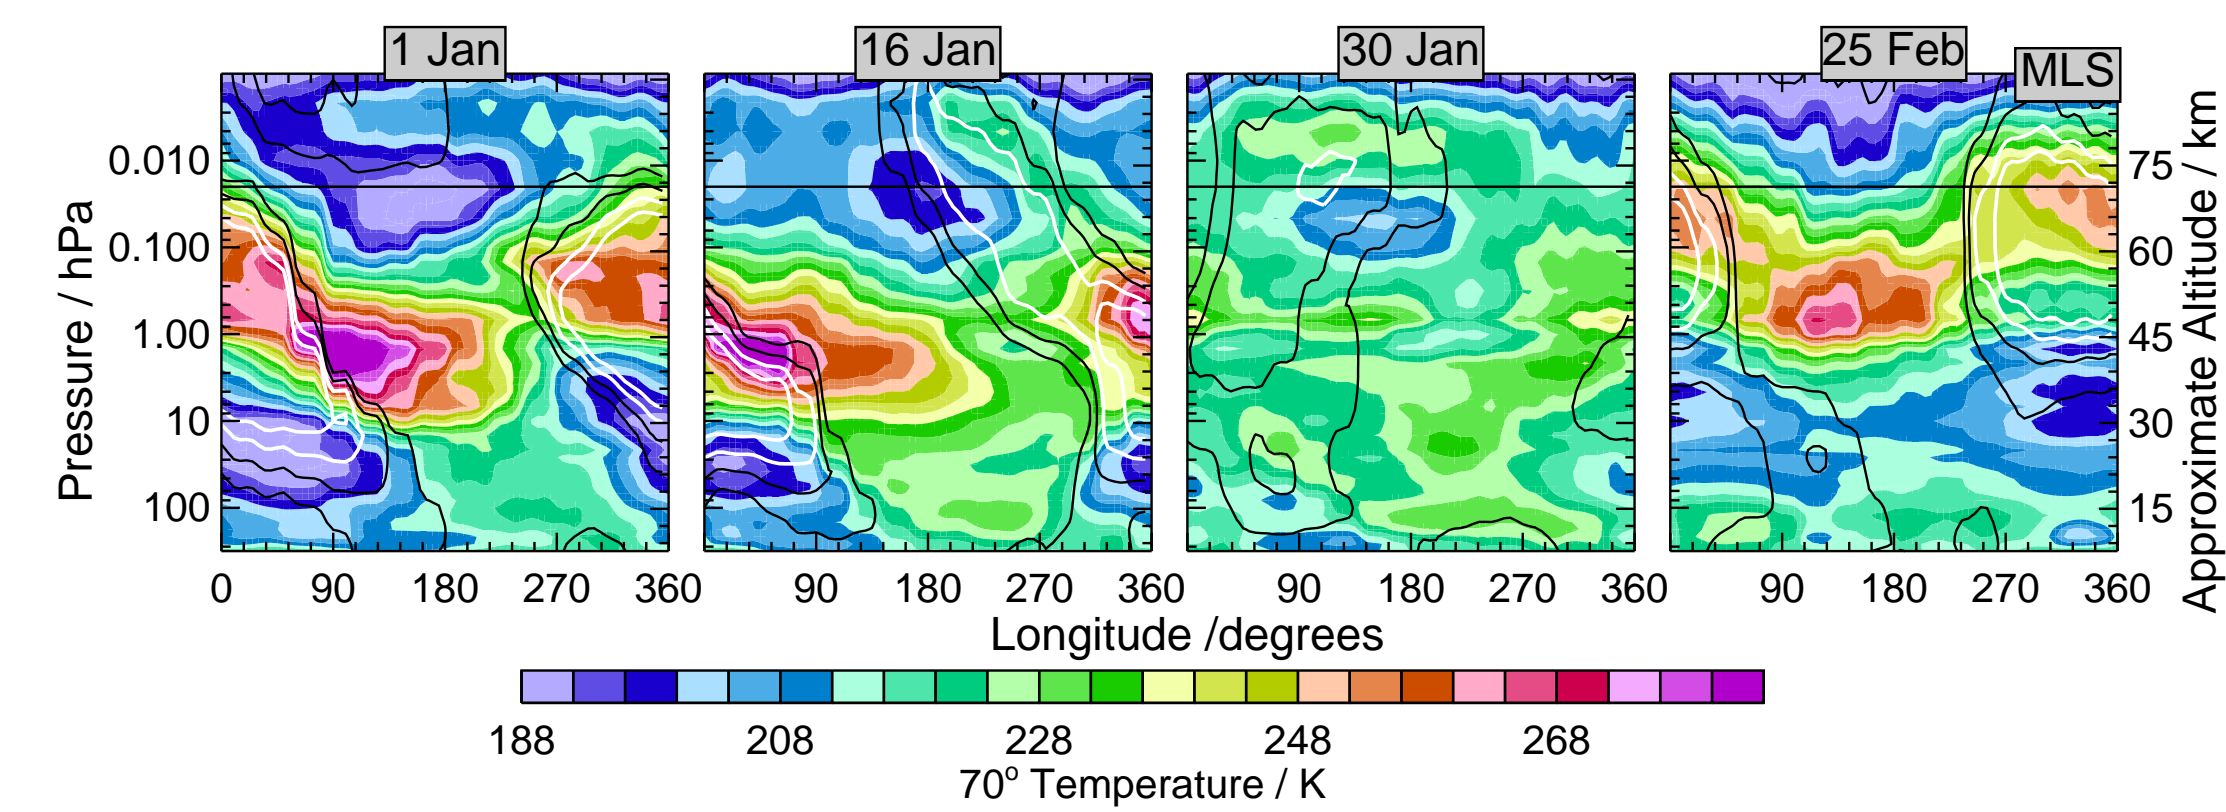 1 Jan
16 Jan
30 Jan
25 Feb
MLS
Pressure / hPa
0.010
0.100
1.00
10
100
75
60
45
30
15
Approximate Altitude / km
0 90 180 270 360 90 180 270 360 90 180 270 360 90 180 270 360
Longitude /degrees
188 208 228 248 268
70° Temperature / K